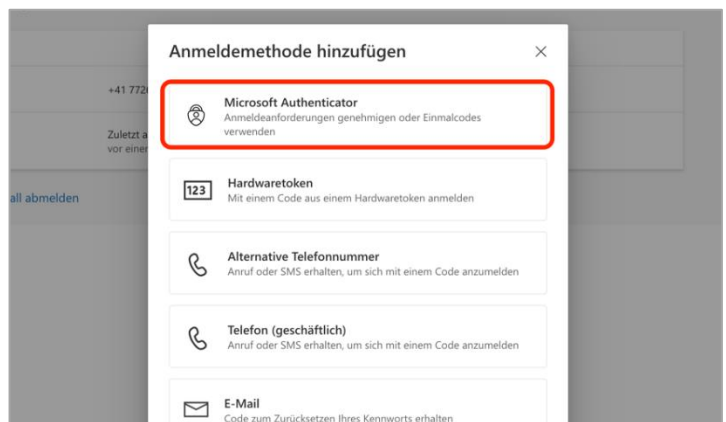 Anmeldemethode hinzufügen
+41 772
Microsoft Authenticator
Anmeldeanforderungen genehmigen oder Einmalcodes
verwenden
Zuletzt a
vor einer
123
Hardwaretoken
Mit einem Code aus einem Hardwaretoken anmelden
all abmelden
Alternative Telefonnummer
Anruf oder SMS erhalten, um sich mit einem Code anzumelden
Telefon (geschäftlich)
Anruf oder SMS erhalten, um sich mit einem Code anzumelden
E-Mail
Code zum Zurücksetzen Ihres Kennworts erhalten